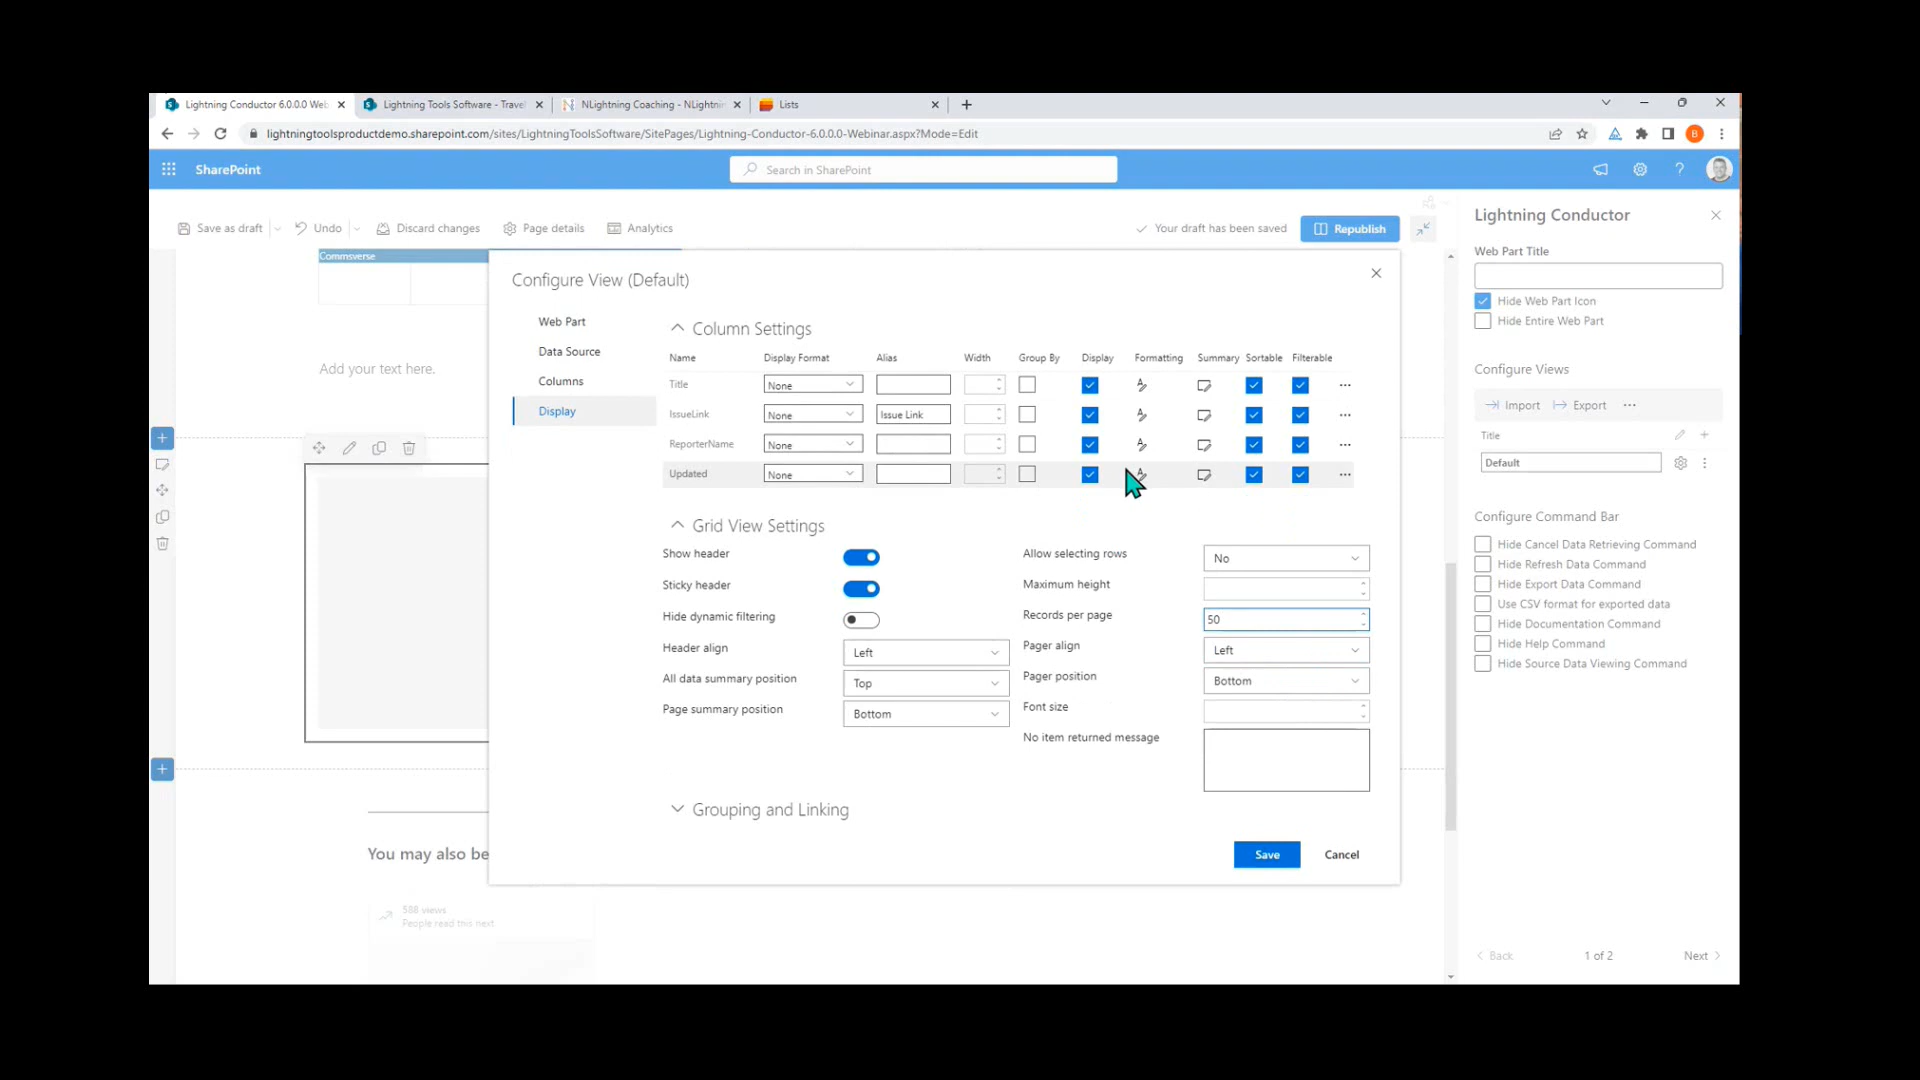 Lightning Conductor 6.0.0.0 Web
Lightning Tools Software - Travel
NLightning Coaching - NLightnin
Lists
lightningtoolsproductdemo.sharepoint.com/sites/LightningToolsSoftware/SitePages/Lightning-Conductor-6.0.0.0-Webinar.aspx?Mode=Edit
B
SharePoint
Search in SharePoint
Save as draft
Undo
Discard changes
Page details
Analytics
Your draft has been saved
Republish
Commsverse
Add your text here.
You may also be
588 views
People read this next
Configure View (Default)
Web Part
Data Source
Columns
Display
Column Settings
Name Display Format Alias Width Group By Display Formatting Summary Sortable Filterable
Title None
IssueLink None Issue Link
ReporterName None
Updated None
Grid View Settings
Show header
Sticky header
Hide dynamic filtering
Header align Left
All data summary position Top
Page summary position Bottom
Allow selecting rows No
Maximum height
Records per page 50
Pager align Left
Pager position Bottom
Font size
No item returned message
Grouping and Linking
Save Cancel
Lightning Conductor
Web Part Title
Hide Web Part Icon
Hide Entire Web Part
Configure Views
Import Export
Title
Default
Configure Command Bar
Hide Cancel Data Retrieving Command
Hide Refresh Data Command
Hide Export Data Command
Use CSV format for exported data
Hide Documentation Command
Hide Help Command
Hide Source Data Viewing Command
Back 1 of 2 Next